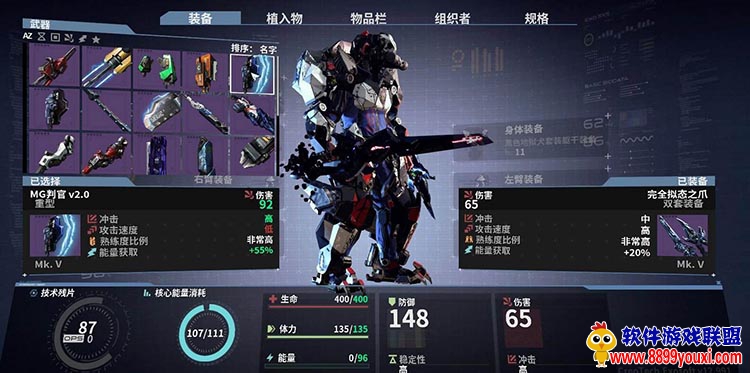 装备 植入物 物品栏 组织者 规格
武器
AZ
排序：名字
已选择 右臂装备
MG判官 v2.0 伤害
重型 92
冲击 高
攻击速度 低
熟练度比例 非常高
能量获取 +55%
Mk. V
身体装备
11
左臂装备 已装备
伤害 完全拟态之爪
65 双套装备
冲击 中
攻击速度 高
熟练度比例 非常高
能量获取 +20%
Mk. V
技术残片
87
OPS 0
核心能量消耗
107/111
生命 400/400
体力 135/135
能量 0/96
防御
148
稳定性
高
伤害
65
冲击
高
软件游戏联盟
www.8899youxi.com